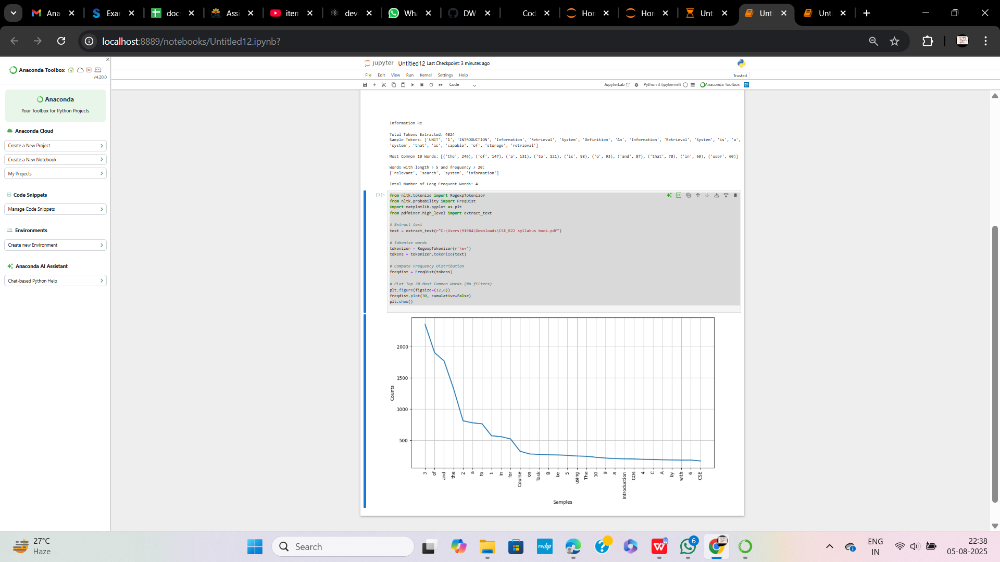 Ana
Exar
doc
Assi
iten
dev
Wh
DW_
Cod
Hon
Hon
Unt
Unt
Unt
localhost:8889/notebooks/Untitled12.ipynb?
Anaconda Toolbox
v4.20.0
Anaconda
Your Toolbox for Python Projects
Anaconda Cloud
Create a New Project
Create a New Notebook
My Projects
Code Snippets
Manage Code Snippets
Environments
Create new Environment
Anaconda AI Assistant
Chat-based Python Help
jupyter Untitled12 Last Checkpoint: 3 minutes ago
File Edit View Run Kernel Settings Help
Trusted
Code
JupyterLab
Python 3 (ipykernel)
Anaconda Toolbox
Information Re
Total Tokens Extracted: 4024
Sample Tokens: ['UNIT', '1', 'INTRODUCTION', 'Information', 'Retrieval', 'System', 'Definition', 'An', 'Information', 'Retrieval', 'System', 'is', 'a',
'system', 'that', 'is', 'capable', 'of', 'storage', 'retrieval']
Most Common 10 Words: [('the', 246), ('of', 147), ('a', 131), ('to', 121), ('is', 98), ('o', 93), ('and', 87), ('that', 70), ('in', 69), ('user', 60)]
Words with length > 5 and frequency > 20:
['relevant', 'search', 'system', 'information']
Total Number of Long Frequent Words: 4
[2]:
from nltk.tokenize import RegexpTokenizer
from nltk.probability import FreqDist
import matplotlib.pyplot as plt
from pdfminer.high_level import extract_text
# Extract text
text = extract_text(r"C:\Users\91984\Downloads\CSE_R22 syllabus book.pdf")
# Tokenize words
tokenizer = RegexpTokenizer(r'\w+')
tokens = tokenizer.tokenize(text)
# Compute Frequency Distribution
freqdist = FreqDist(tokens)
# Plot Top 30 Most Common Words (No filters)
plt.figure(figsize=(12,6))
freqdist.plot(30, cumulative=False)
plt.show()
2000
1500
1000
500
Counts
3 of and the 2 a to 1 in for Course on Task B be 5 using The 10 9 8 Introduction COs 4 C A by with 6 CSE
Samples
27°C
Haze
Search
myhp
6
ENG
IN
22:38
05-08-2025